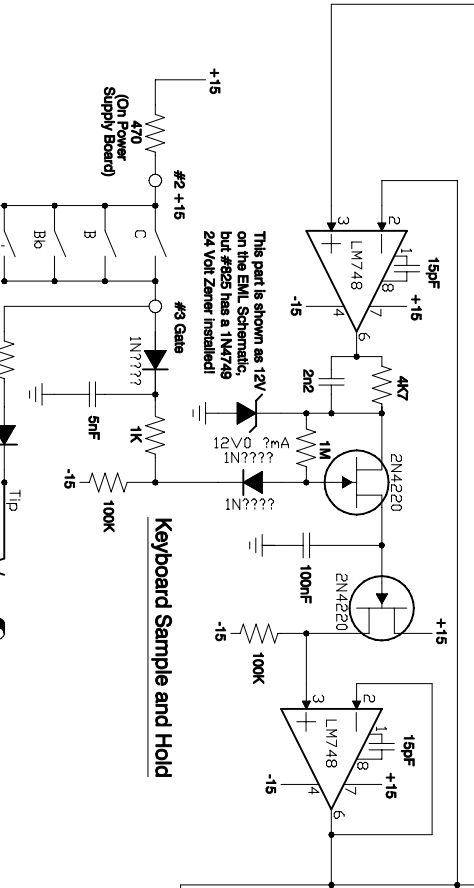 +15
470
(On Power
Supply Board)
#2 +15
C
B
Bb
#3 Gate
1N????
5nF
1K
-15
100K
Tip
This part is shown as 12V
on the EML Schematic,
but #825 has a 1N4749
24 Volt Zener installed!
12V0 ?mA
1N????
1N????
1M
2n2
4K7
3
2
+
−
LM748
1
8
15pF
7
+15
4
-15
6
2N4220
100nF
2N4220
+15
-15
100K
3
2
+
−
LM748
1
8
15pF
7
+15
4
-15
6
Keyboard Sample and Hold